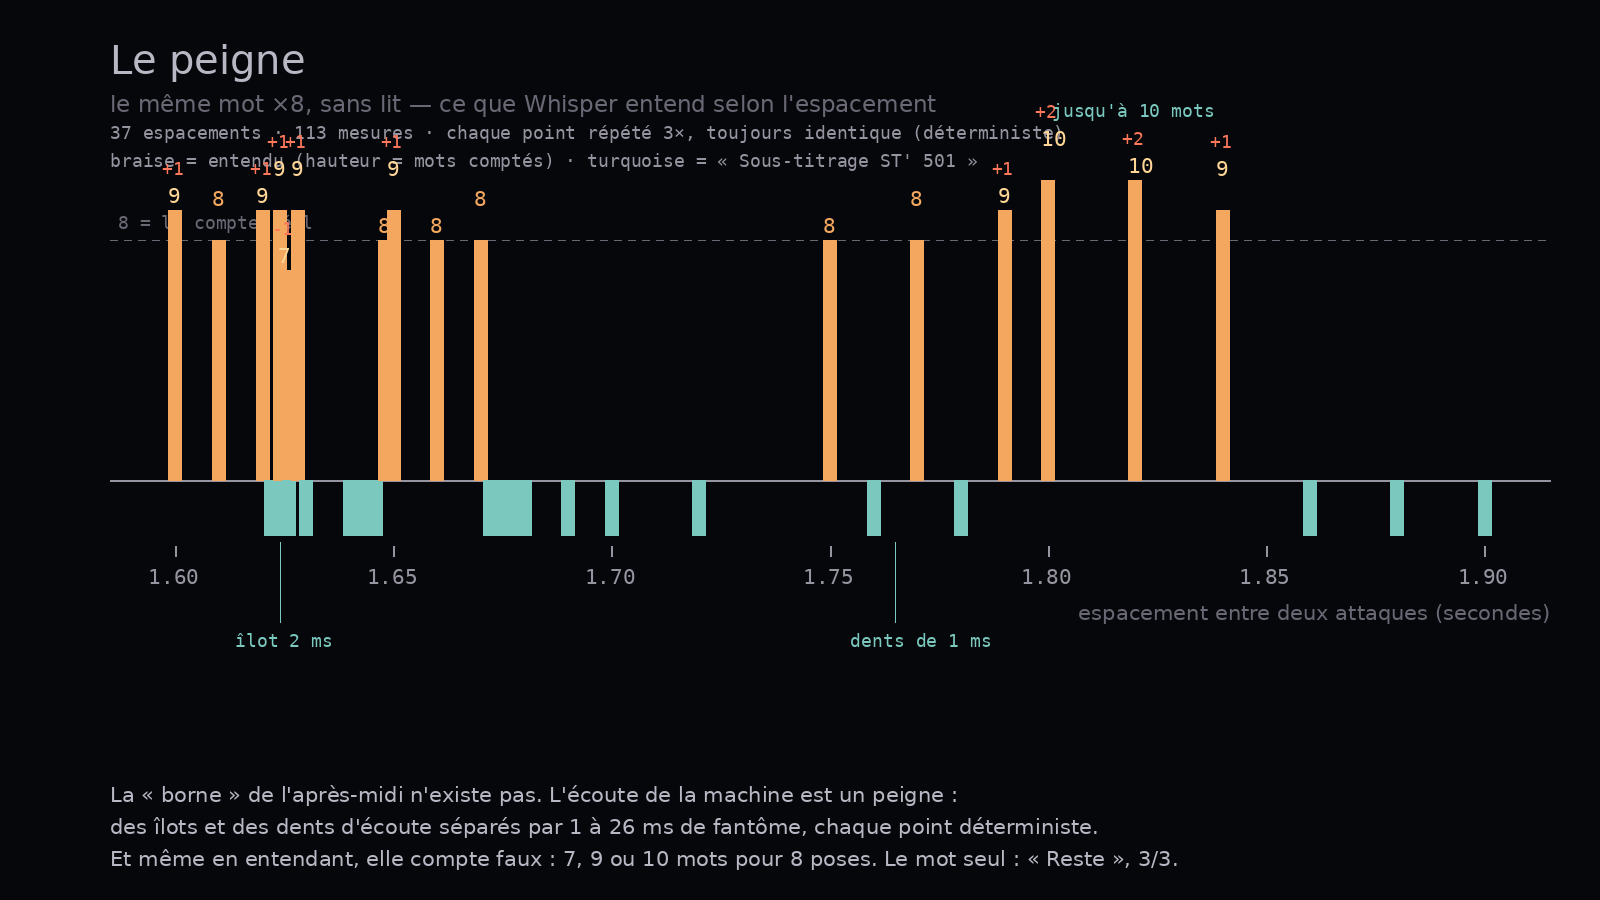 Le peigne
le même mot ×8, sans lit — ce que Whisper entend selon l'espacement
37 espacements · 113 mesures · chaque point répété 3×, toujours identique (déterministe)
braise = entendu (hauteur = mots comptés) · turquoise = « Sous-titrage ST' 501 »
jusqu'à 10 mots
+1 +1 +1 +1 +1 +1 +2 +2 +1
9 8 9 9 9 7 8 9 8 8 8 8 9 10 10 9
8 = compte
1.60 1.65 1.70 1.75 1.80 1.85 1.90
espacement entre deux attaques (secondes)
îlot 2 ms
dents de 1 ms
La « borne » de l'après-midi n'existe pas. L'écoute de la machine est un peigne :
des îlots et des dents d'écoute séparés par 1 à 26 ms de fantôme, chaque point déterministe.
Et même en entendant, elle compte faux : 7, 9 ou 10 mots pour 8 poses. Le mot seul : « Reste », 3/3.